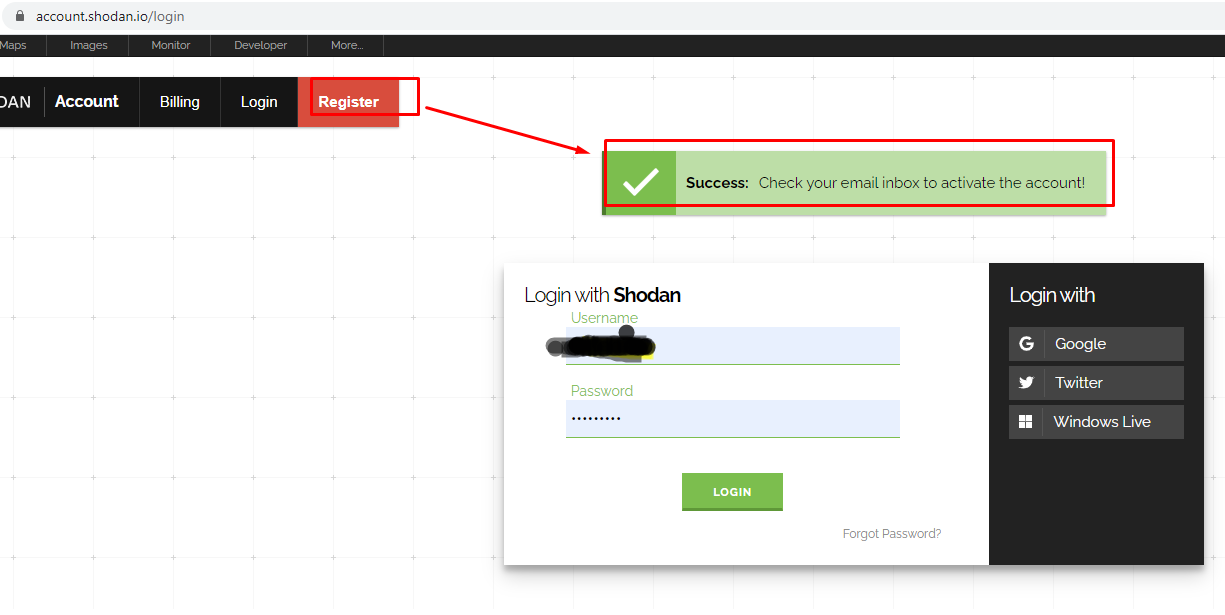 account.shodan.io/login
Maps Images Monitor Developer More...
DAN Account Billing Login Register
Success: Check your email inbox to activate the account!
Login with Shodan
Username
Password
•••••••••
LOGIN
Forgot Password?
Login with
Google
Twitter
Windows Live